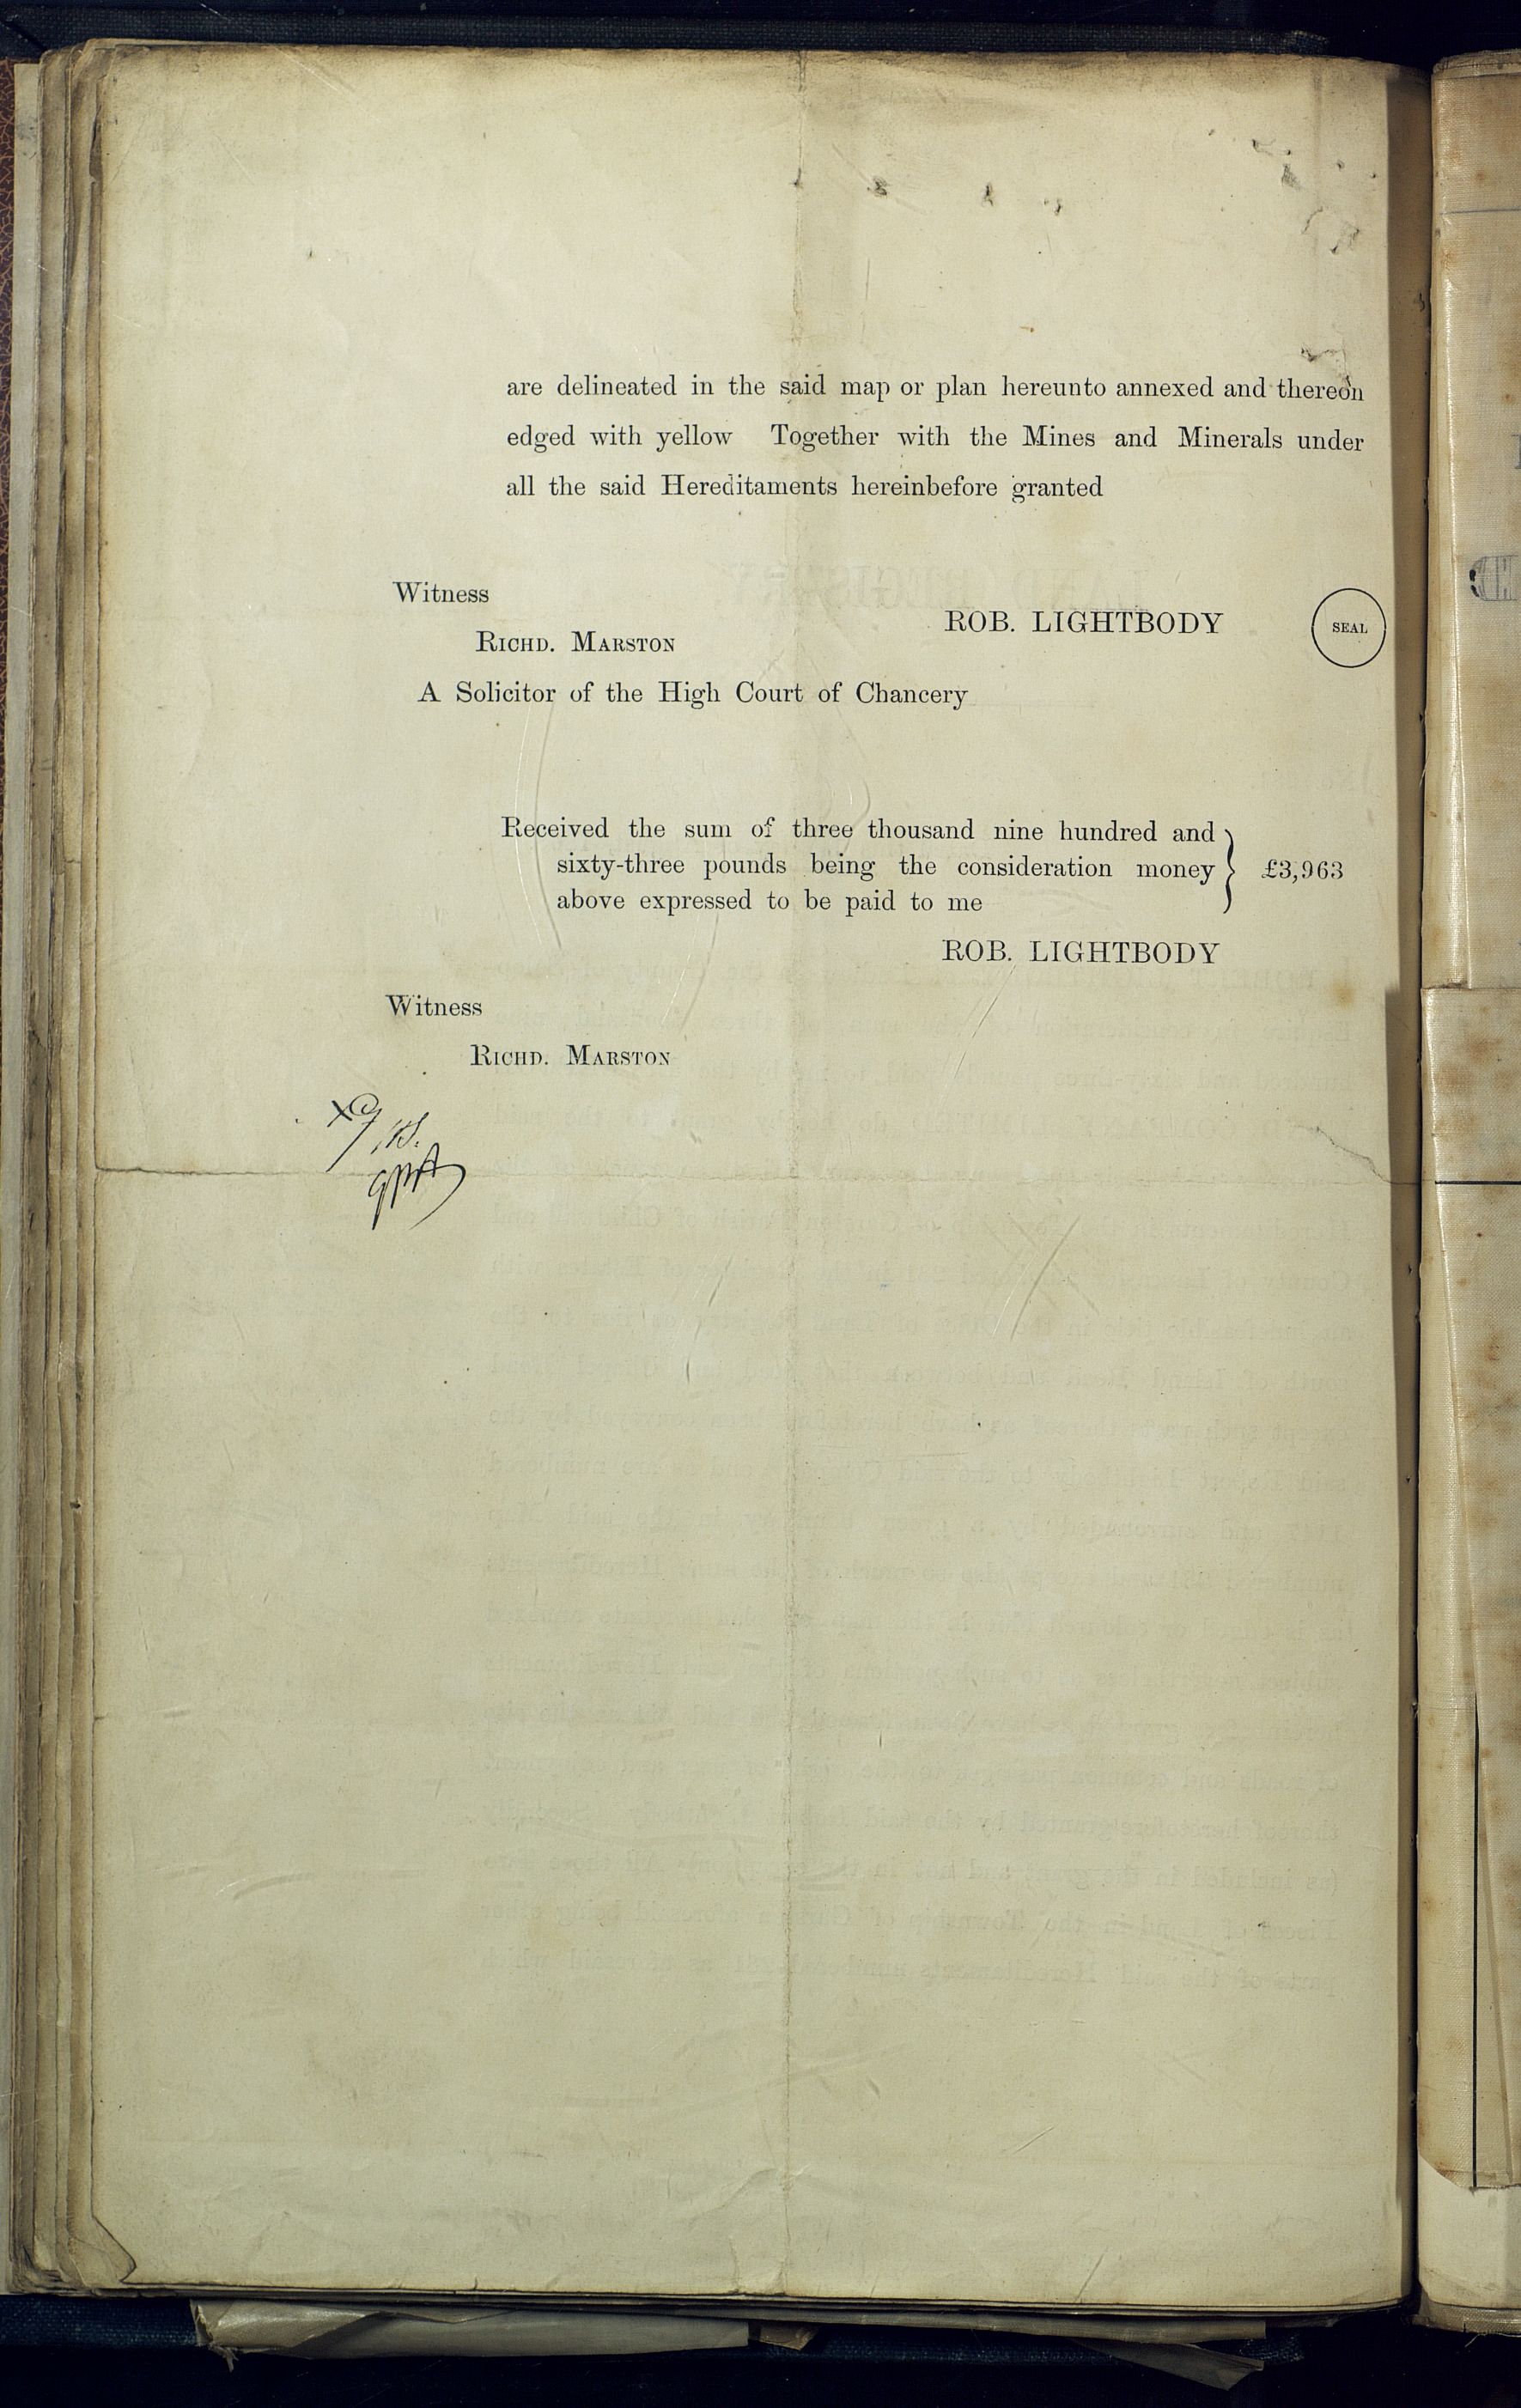 are delineated in the said map or plan hereunto annexed and thereon
edged with yellow Together with the Mines and Minerals under
all the said Hereditaments hereinbefore granted
Witness
ROB. LIGHTBODY
SEAL
RICHD. MARSTON
A Solicitor of the High Court of Chancery
Received the sum of three thousand nine hundred and
sixty-three pounds being the consideration money } £3,963
above expressed to be paid to me
ROB. LIGHTBODY
Witness
RICHD. MARSTON